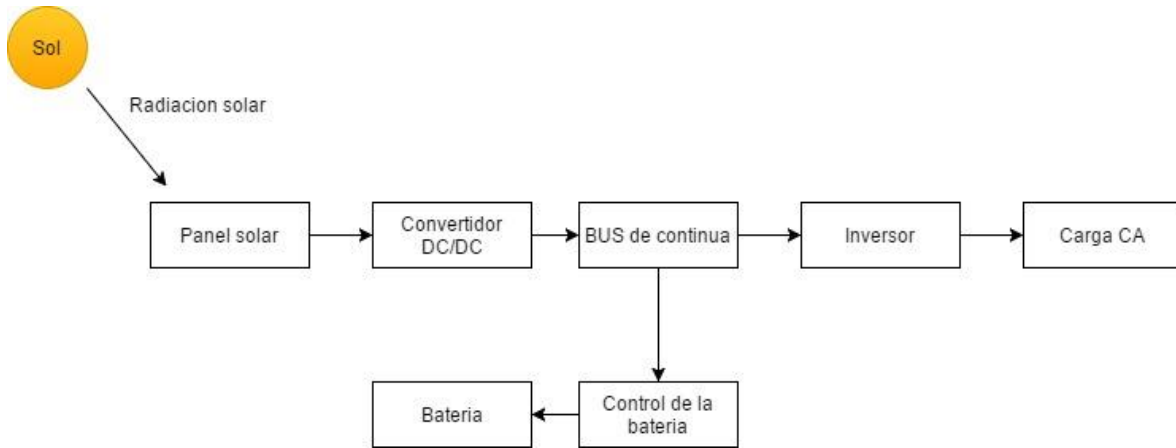 Sol
Radiacion solar
Panel solar
Convertidor
DC/DC
BUS de continua
Inversor
Carga CA
Bateria
Control de la
bateria